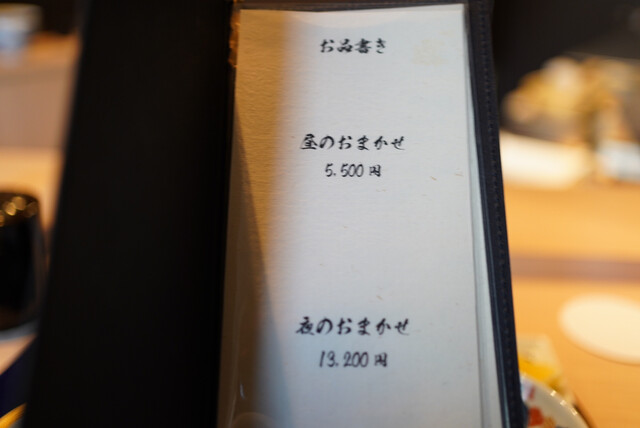 お品書き
昼のおまかせ
5,500円
夜のおまかせ
13,200円